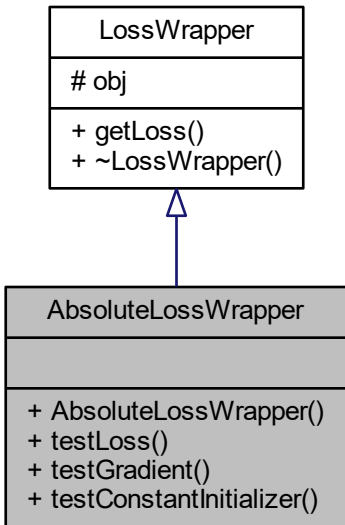 LossWrapper
# obj
+ getLoss()
+ ~LossWrapper()
AbsoluteLossWrapper
+ AbsoluteLossWrapper()
+ testLoss()
+ testGradient()
+ testConstantInitializer()